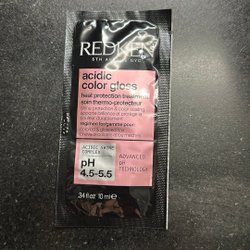 REDKEN
5TH AVENUE NYC
acidic
color gloss
heat protection treatment
soin thermo-protecteur
ACIDIC SHINE
COMPLEX
pH
4.5-5.5
ADVANCED
pH
TECHNOLOGY
.34 fl oz 10 ml e